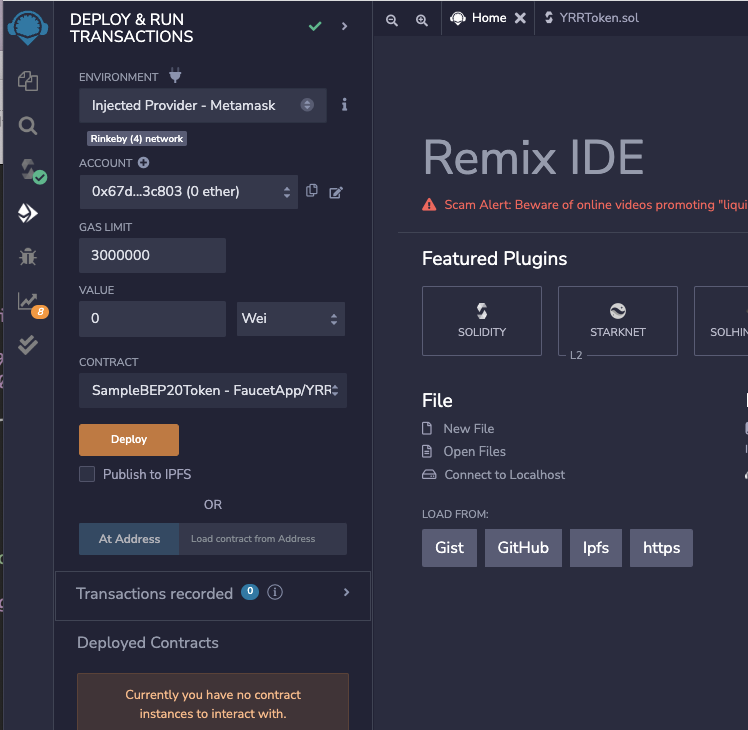 DEPLOY & RUN
TRANSACTIONS
ENVIRONMENT
Injected Provider - Metamask
Rinkeby (4) network
ACCOUNT
0x67d...3c803 (0 ether)
GAS LIMIT
3000000
VALUE
0
Wei
CONTRACT
SampleBEP20Token - FaucetApp/YRR
Deploy
Publish to IPFS
OR
At Address
Load contract from Address
Transactions recorded 0
Deployed Contracts
Currently you have no contract
instances to interact with.
8
Home
YRRToken.sol
Remix IDE
Scam Alert: Beware of online videos promoting "liqui
Featured Plugins
SOLIDITY
STARKNET
L2
SOLHIN
File
New File
Open Files
Connect to Localhost
LOAD FROM:
Gist
GitHub
Ipfs
https